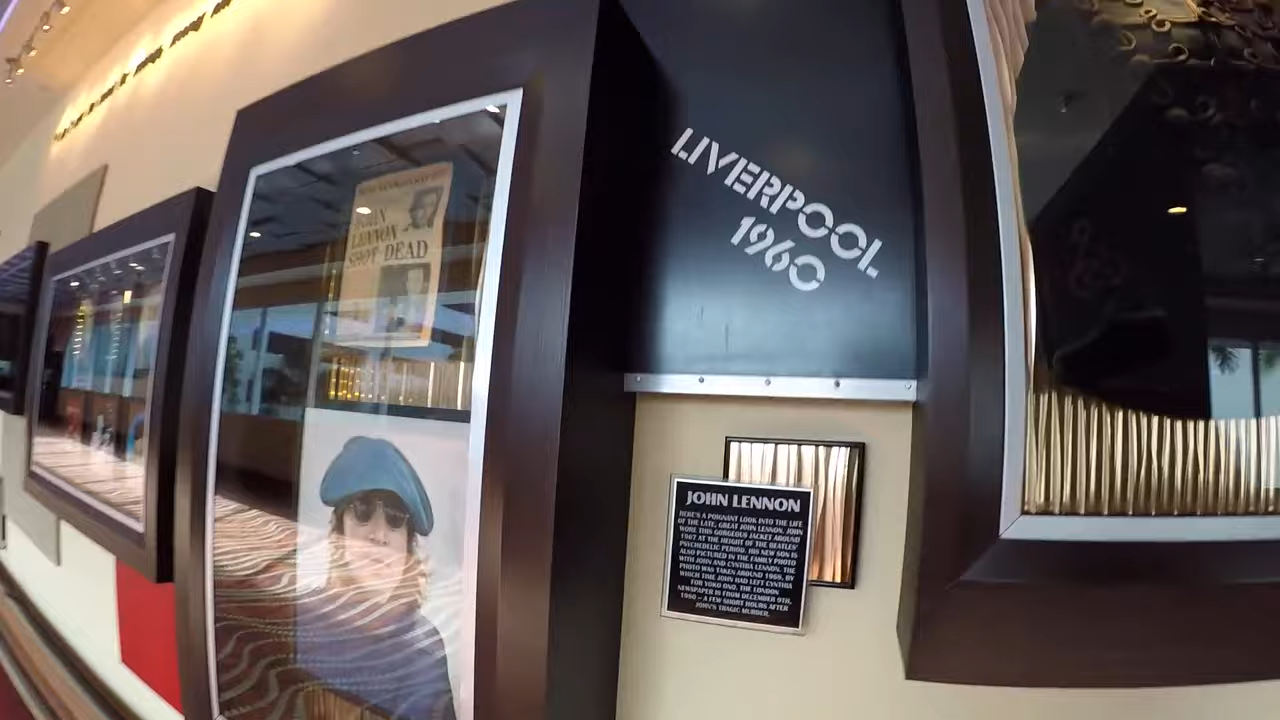 JOHN
LENNON
SHOT DEAD
LIVERPOOL
1960
JOHN LENNON
HERE'S A POIGNANT LOOK INTO THE LIFE
OF THE LATE, GREAT JOHN LENNON. JOHN
WORE THIS GORGEOUS JACKET AROUND
1967 AT THE HEIGHT OF THE BEATLES'
PSYCHEDELIC PERIOD. HIS NEW SON IS
ALSO PICTURED IN THE FAMILY PHOTO
WITH JOHN AND CYNTHIA LENNON. THE
PHOTO WAS TAKEN AROUND 1968, BY
WHICH TIME JOHN HAD LEFT CYNTHIA
FOR YOKO ONO. THE LONDON
NEWSPAPER IS FROM DECEMBER 9TH,
1980 – A FEW SHORT HOURS AFTER
JOHN'S TRAGIC MURDER.